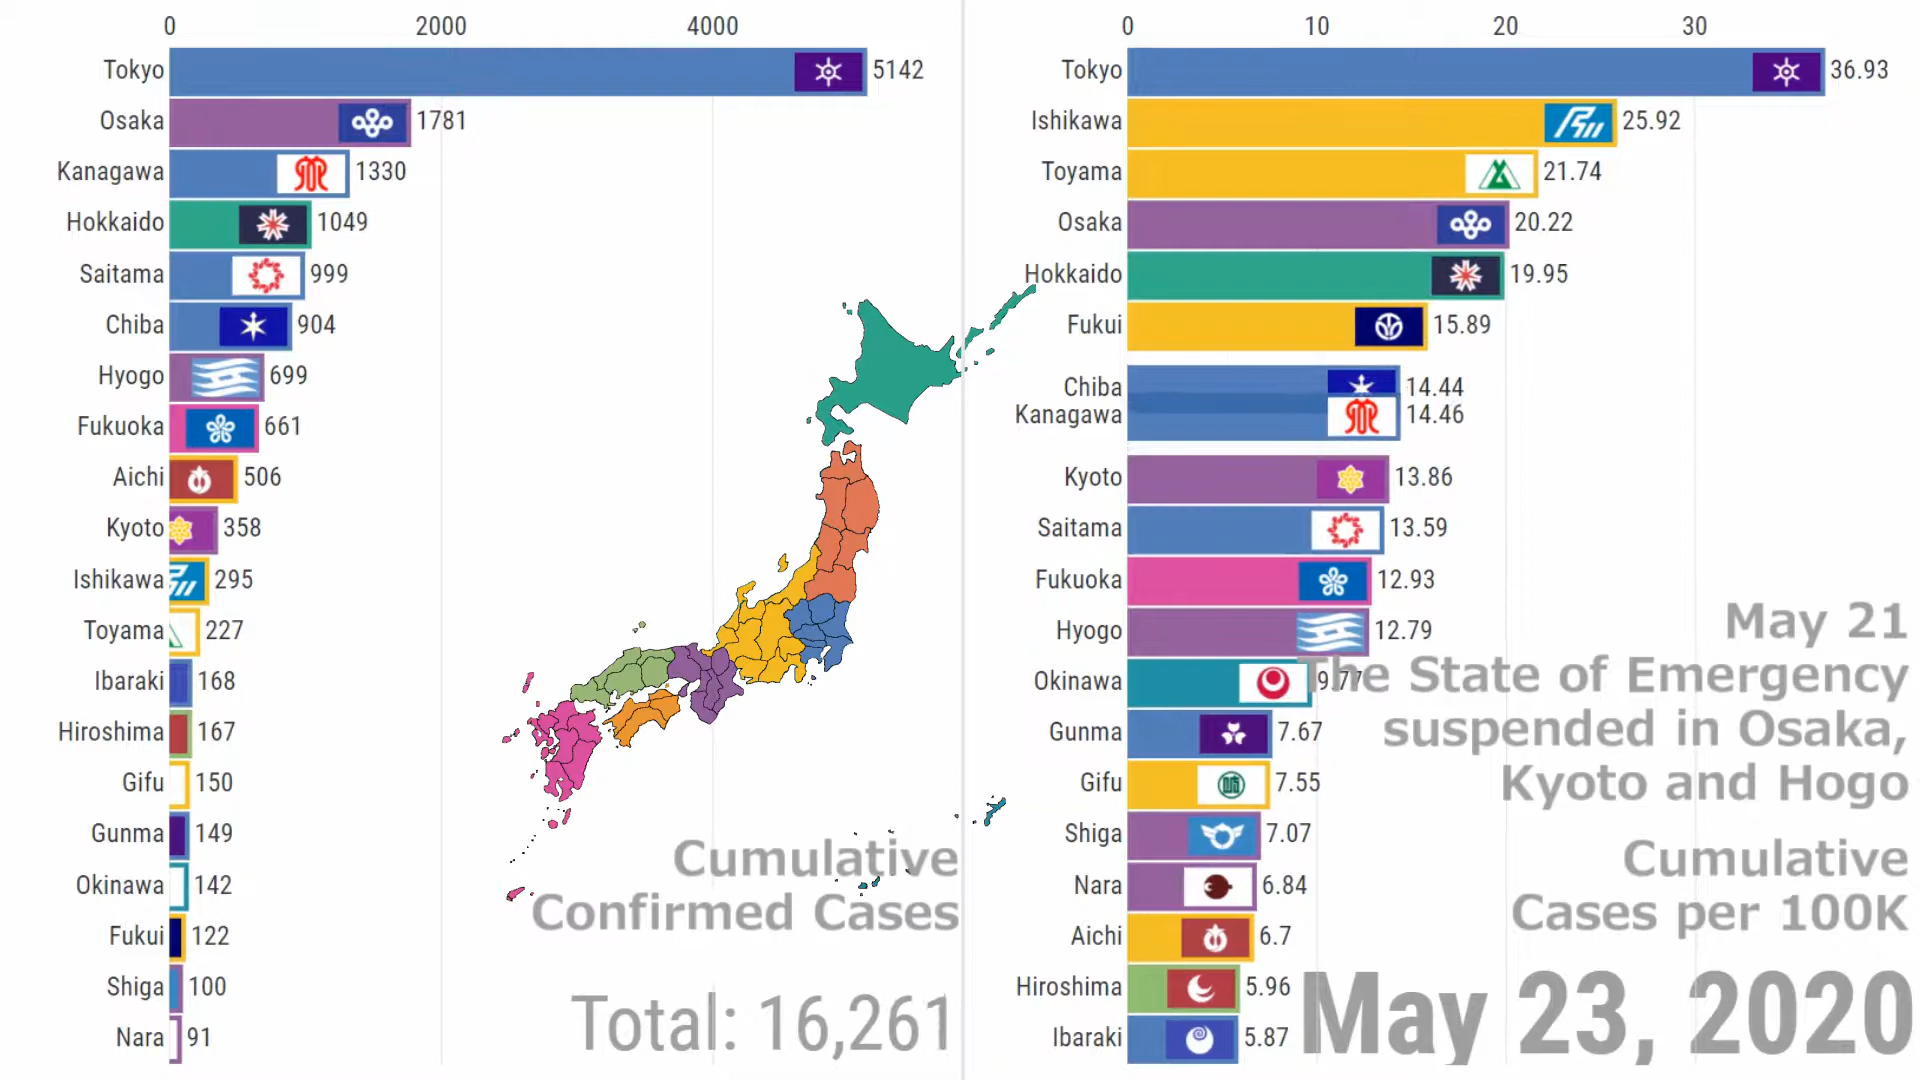 0 2000 4000
Tokyo 5142
Osaka 1781
Kanagawa 1330
Hokkaido 1049
Saitama 999
Chiba 904
Hyogo 699
Fukuoka 661
Aichi 506
Kyoto 358
Ishikawa 295
Toyama 227
Ibaraki 168
Hiroshima 167
Gifu 150
Gunma 149
Okinawa 142
Fukui 122
Shiga 100
Nara 91
Cumulative
Confirmed Cases
Total: 16,261
0 10 20 30
Tokyo 36.93
Ishikawa 25.92
Toyama 21.74
Osaka 20.22
Hokkaido 19.95
Fukui 15.89
Chiba 14.44
Kanagawa 14.46
Kyoto 13.86
Saitama 13.59
Fukuoka 12.93
Hyogo 12.79
Okinawa 9.77
Gunma 7.67
Gifu 7.55
Shiga 7.07
Nara 6.84
Aichi 6.7
Hiroshima 5.96
Ibaraki 5.87
May 21
The State of Emergency
suspended in Osaka,
Kyoto and Hogo
Cumulative
Cases per 100K
May 23, 2020